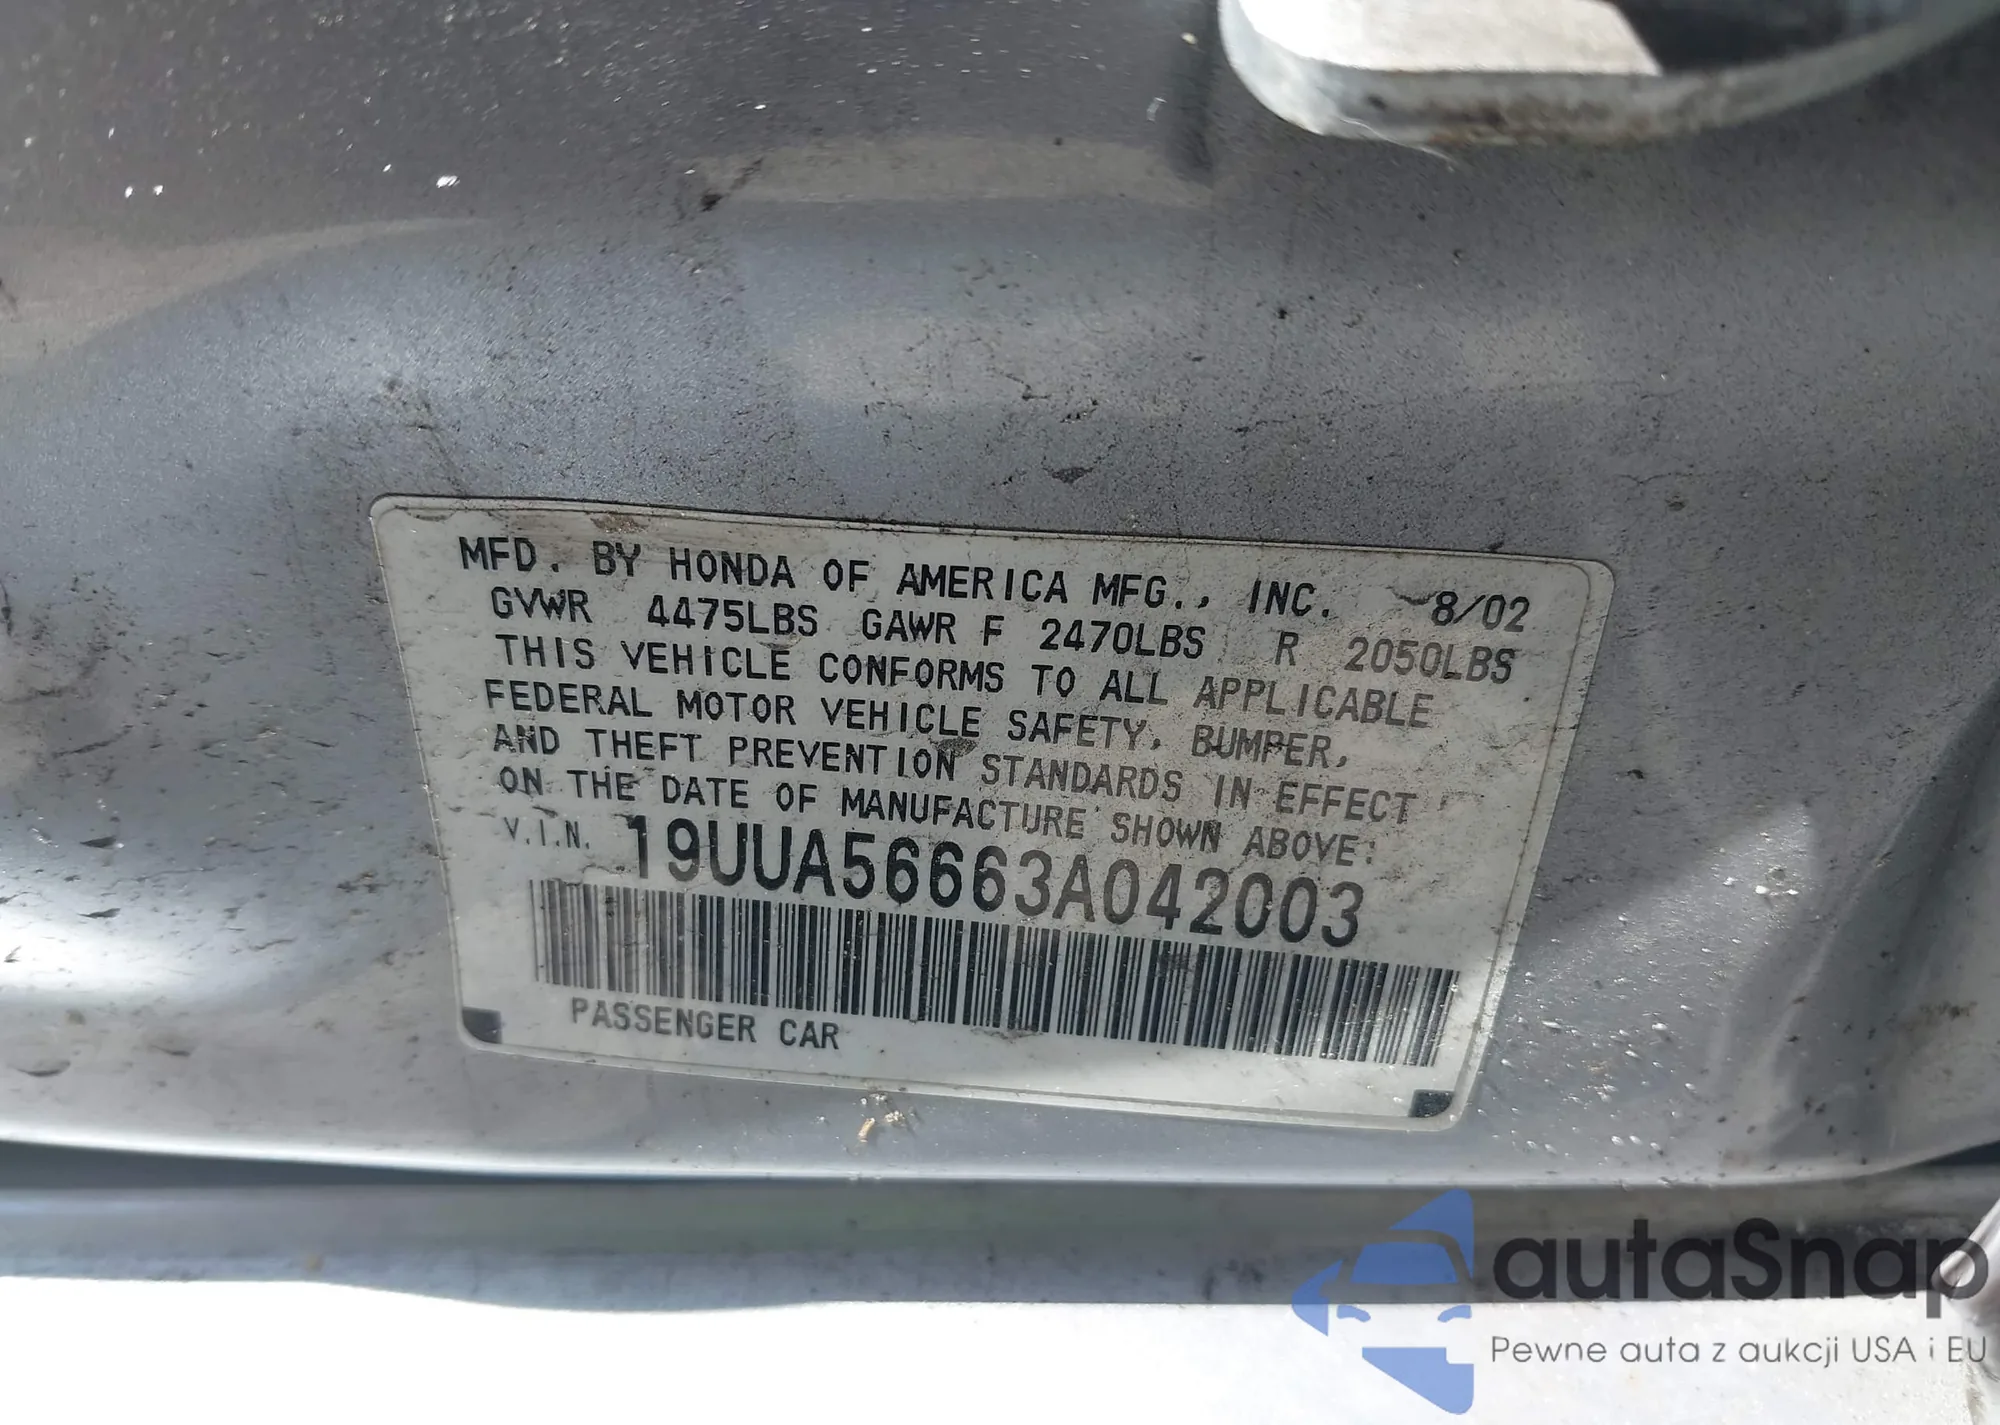 MFD. BY HONDA OF AMERICA MFG., INC. 8/02
GVWR 4475LBS GAWR F 2470LBS R 2050LBS
THIS VEHICLE CONFORMS TO ALL APPLICABLE
FEDERAL MOTOR VEHICLE SAFETY, BUMPER,
AND THEFT PREVENTION STANDARDS IN EFFECT
ON THE DATE OF MANUFACTURE SHOWN ABOVE:
V.I.N. 19UUA56663A042003
PASSENGER CAR
autoSnap
Pewne auta z aukcji USA i EU